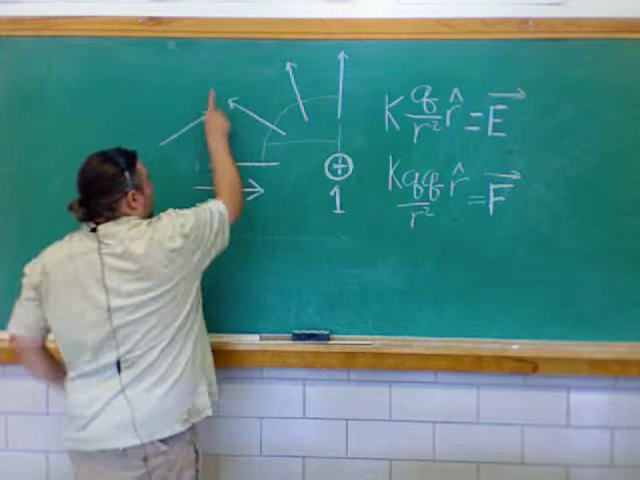 K q/r² r̂ = E⃗
K qq/r² r̂ = F⃗
+
1